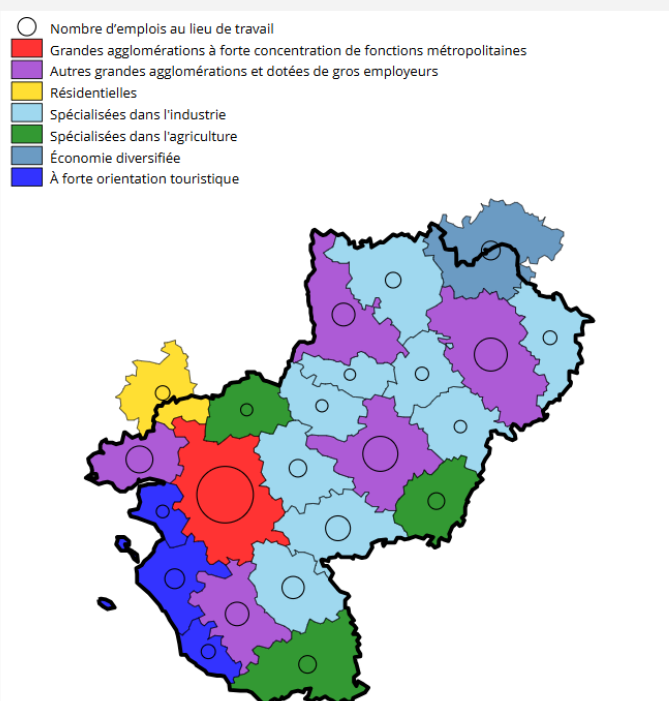 Nombre d'emplois au lieu de travail
Grandes agglomérations à forte concentration de fonctions métropolitaines
Autres grandes agglomérations et dotées de gros employeurs
Résidentielles
Spécialisées dans l'industrie
Spécialisées dans l'agriculture
Économie diversifiée
À forte orientation touristique